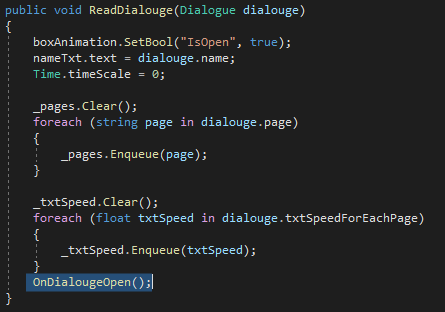 public void ReadDialouge(Dialogue dialouge)
{
boxAnimation.SetBool("IsOpen", true);
nameTxt.text = dialouge.name;
Time.timeScale = 0;
_pages.Clear();
foreach (string page in dialouge.page)
{
_pages.Enqueue(page);
}
_txtSpeed.Clear();
foreach (float txtSpeed in dialouge.txtSpeedForEachPage)
{
_txtSpeed.Enqueue(txtSpeed);
}
OnDialougeOpen();
}